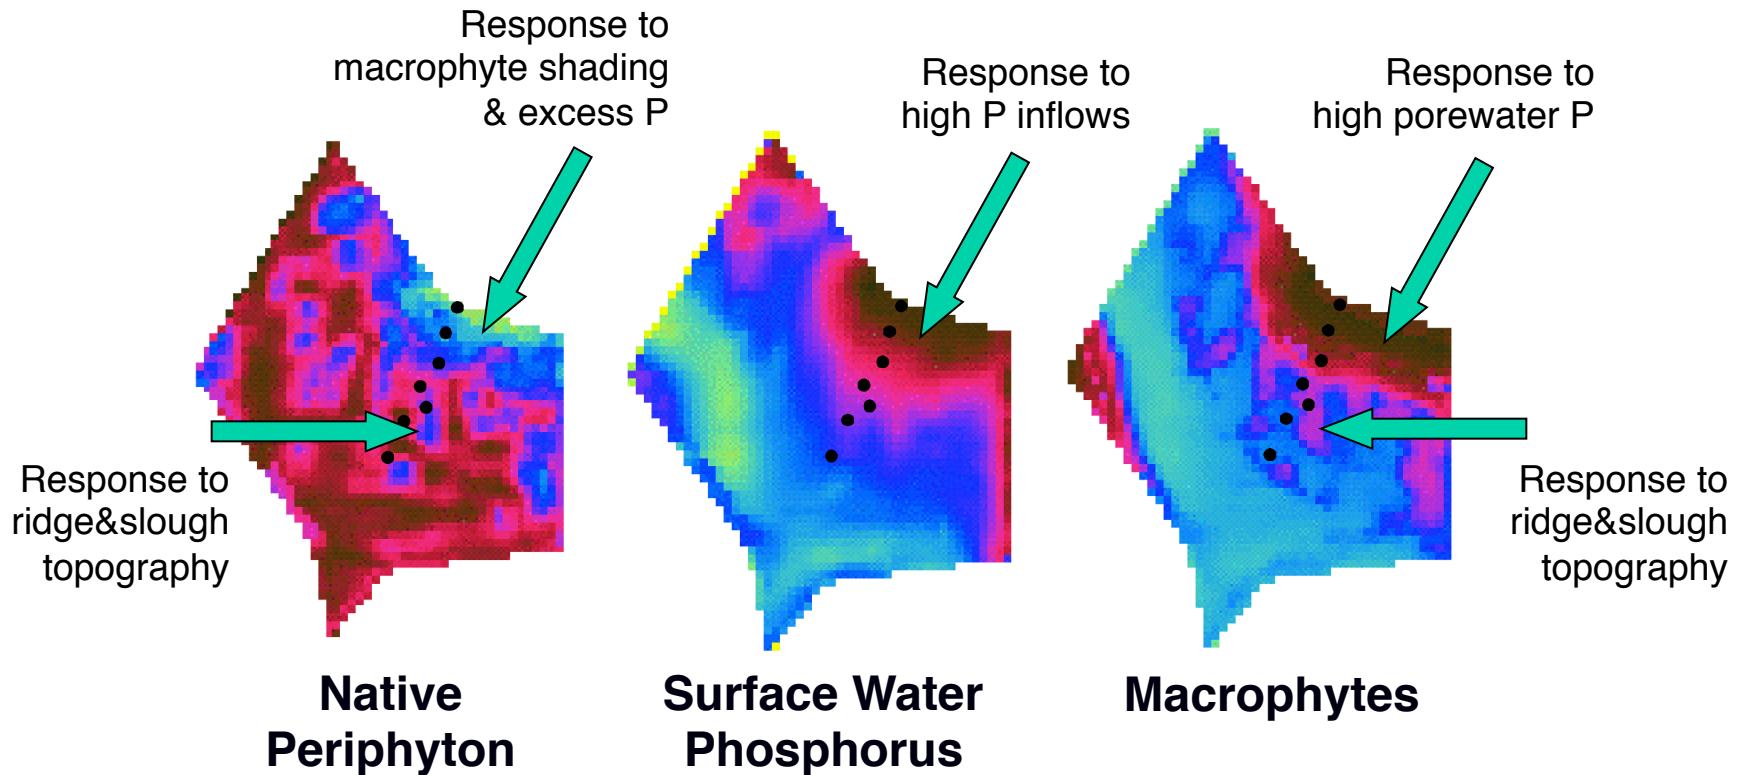 Response to
macrophyte shading
& excess P
Response to
high P inflows
Response to
high porewater P
Response to
ridge&slough
topography
Response to
ridge&slough
topography
Native
Periphyton
Surface Water
Phosphorus
Macrophytes